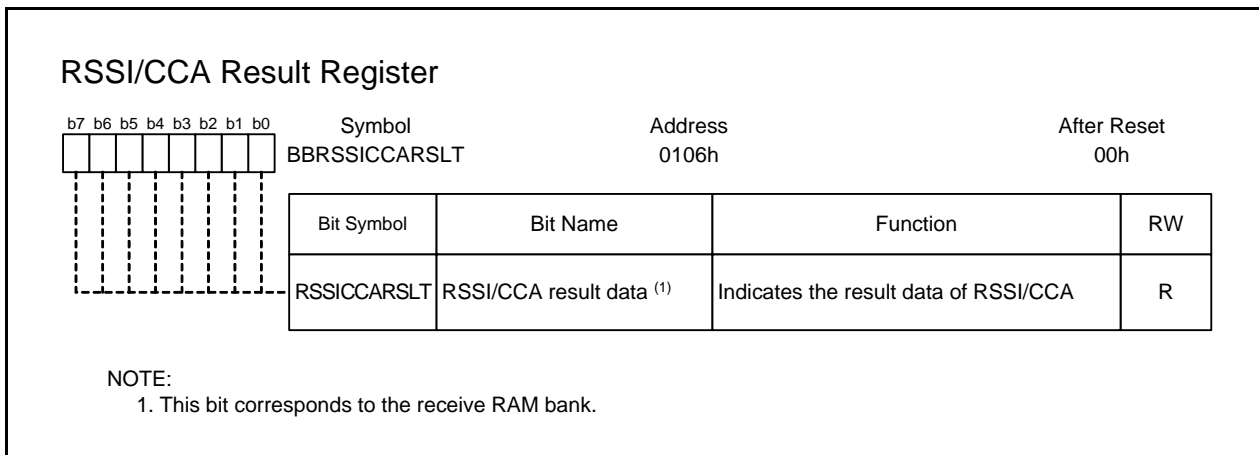 RSSI/CCA Result Register
b7 b6 b5 b4 b3 b2 b1 b0 Symbol Address After Reset
BBRSSICCARSLT 0106h 00h
Bit Symbol Bit Name Function RW
RSSICCARSLT RSSI/CCA result data (1) Indicates the result data of RSSI/CCA R
NOTE:
1. This bit corresponds to the receive RAM bank.